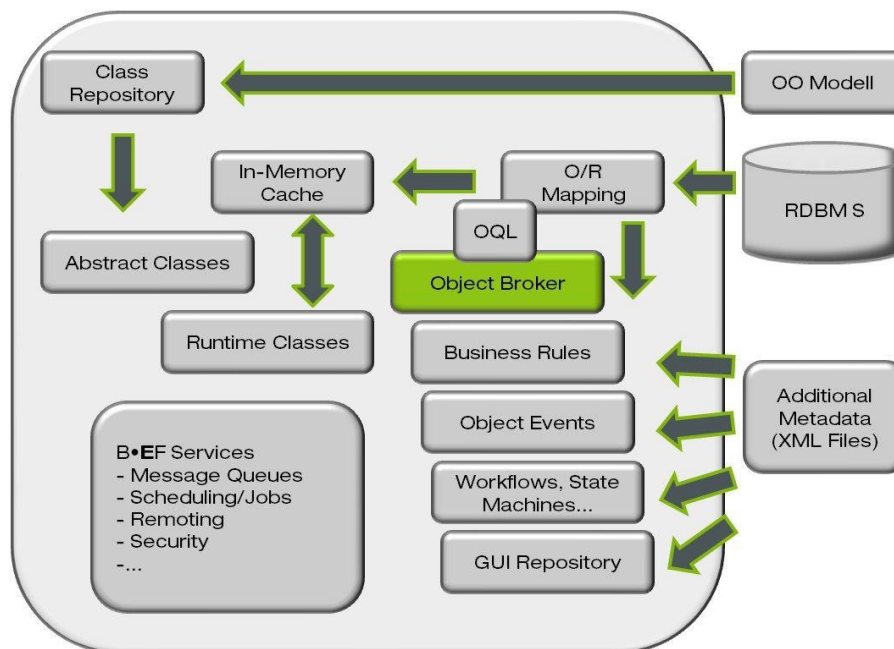 Class
Repository
OO Modell
In-Memory
Cache
O/R
Mapping
RDBM S
OQL
Abstract Classes
Object Broker
Runtime Classes
Business Rules
Object Events
Additional
Metadata
(XML Files)
Workflows, State
Machines...
GUI Repository
B•EF Services
- Message Queues
- Scheduling/Jobs
- Remoting
- Security
-...